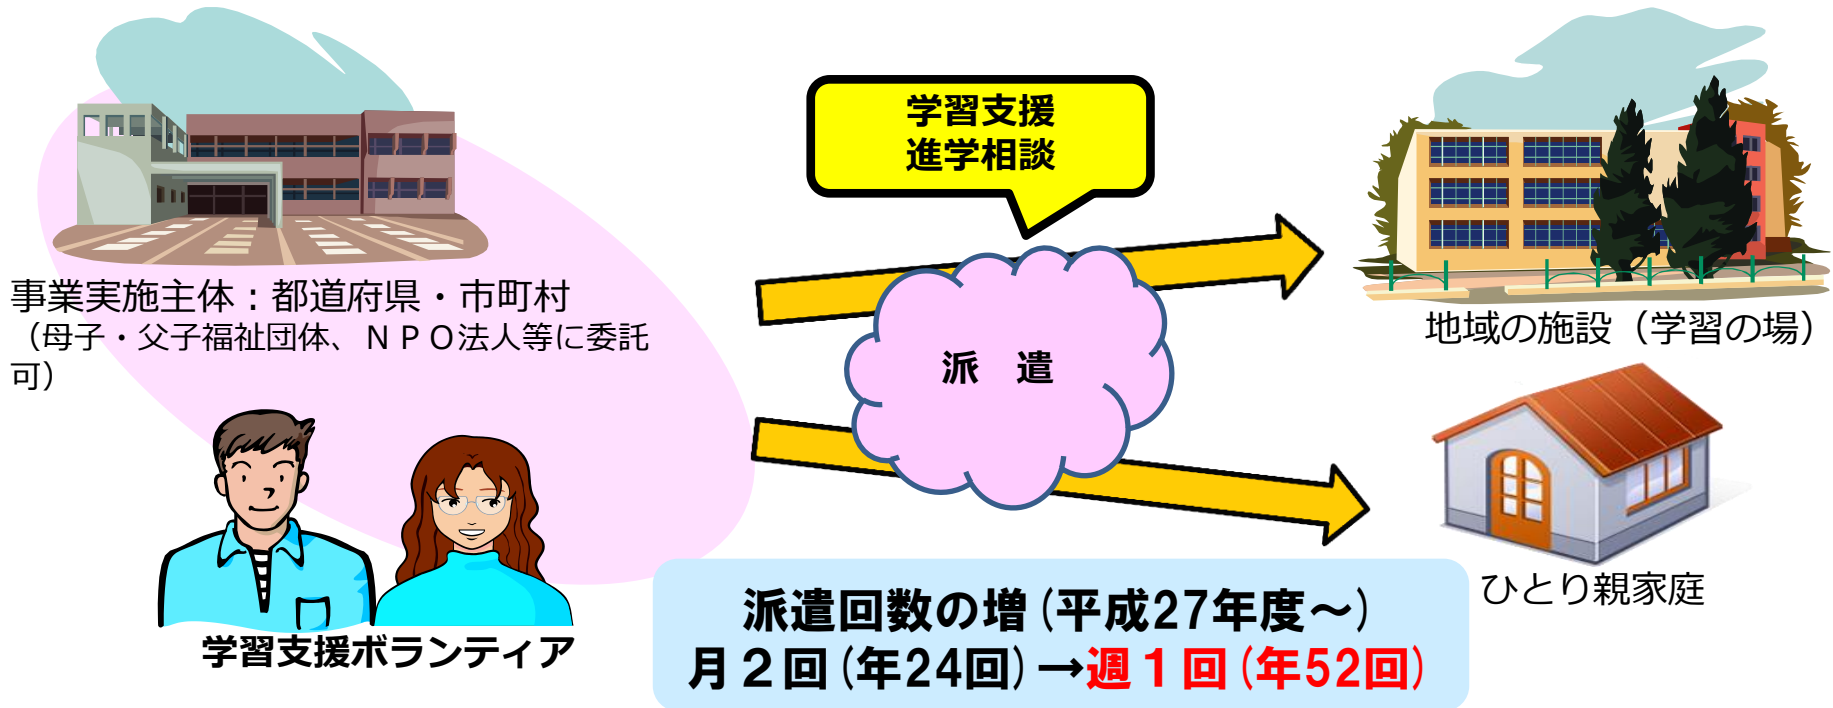 学習支援
進学相談
事業実施主体：都道府県・市町村
（母子・父子福祉団体、ＮＰＯ法人等に委託
可）
派　遣
地域の施設（学習の場）
ひとり親家庭
学習支援ボランティア
派遣回数の増(平成27年度～)
月２回(年24回)→週１回(年52回)